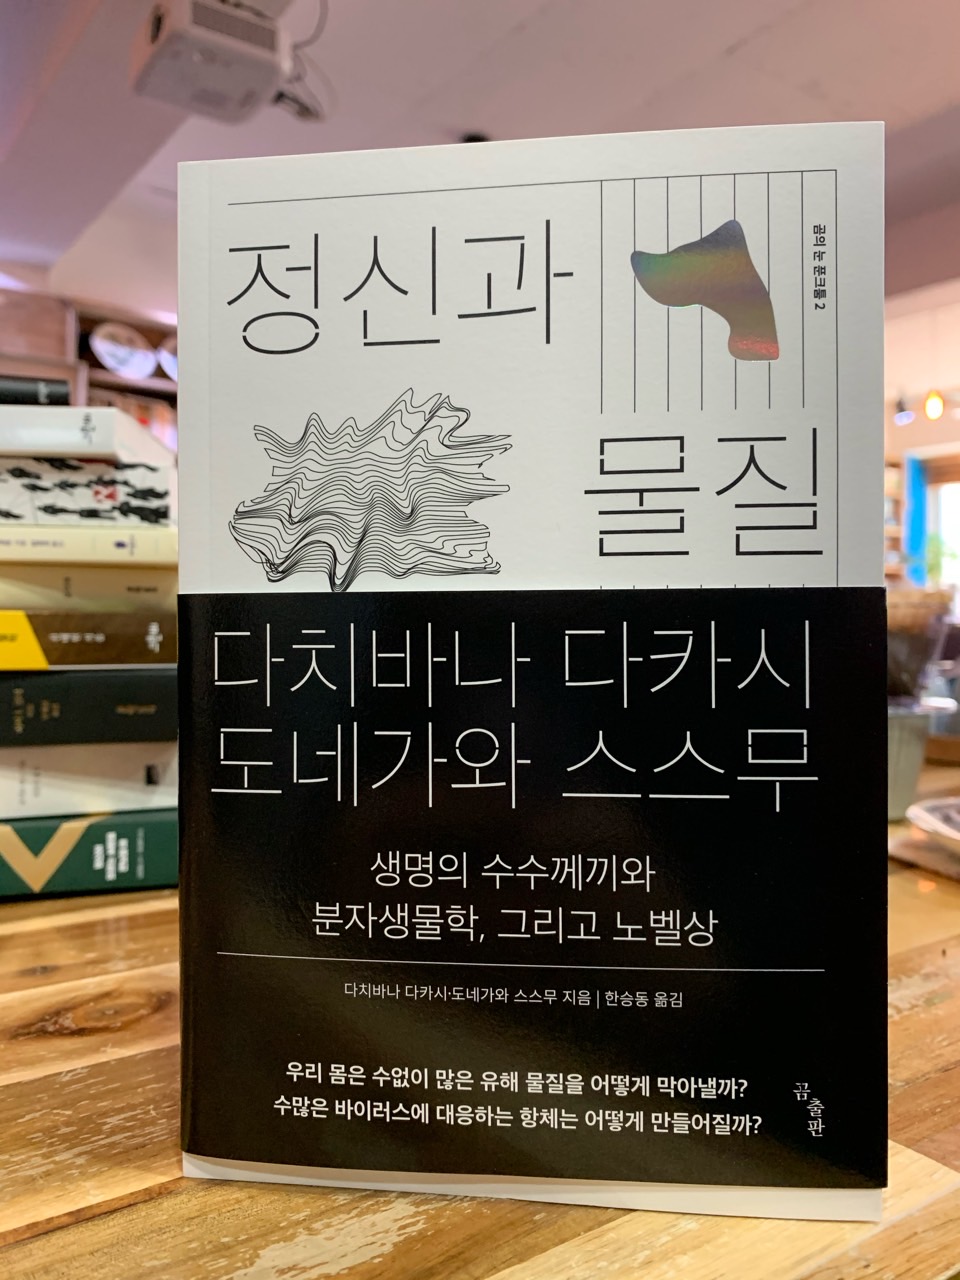 정신과
곰의 눈 푼크툼 2
물질
다치바나 다카시
도네가와 스스무
생명의 수수께끼와
분자생물학, 그리고 노벨상
다치바나 다카시·도네가와 스스무 지음 | 한승동 옮김
우리 몸은 수없이 많은 유해 물질을 어떻게 막아낼까?
수많은 바이러스에 대응하는 항체는 어떻게 만들어질까?
곰출판